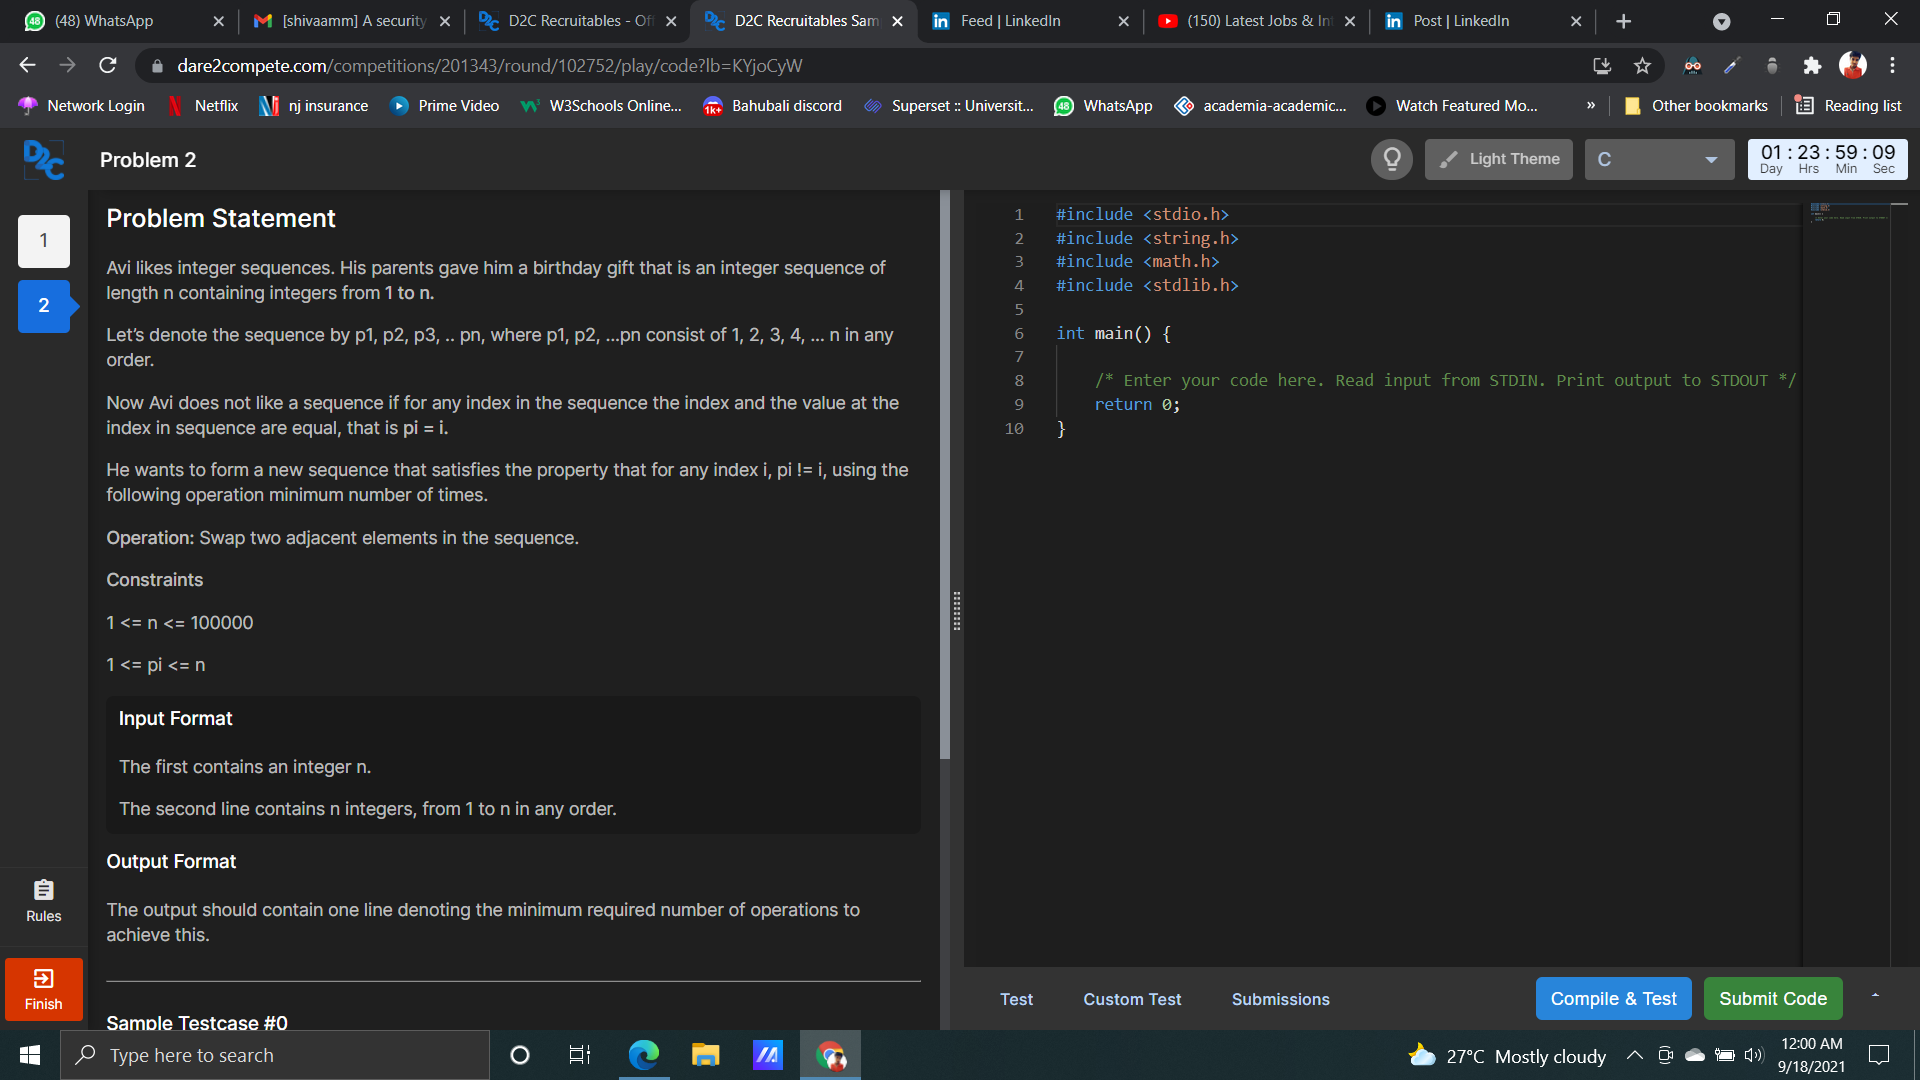 (48) WhatsApp
[shivaamm] A security
D2C Recruitables - Of
D2C Recruitables Sam
Feed | LinkedIn
(150) Latest Jobs & In
Post | LinkedIn
dare2compete.com/competitions/201343/round/102752/play/code?lb=KYjoCyW
Network Login
Netflix
nj insurance
Prime Video
W3Schools Online...
Bahubali discord
Superset :: Universit...
WhatsApp
academia-academic...
Watch Featured Mo...
»
Other bookmarks
Reading list
D2C
Problem 2
Light Theme
C
01 : 23 : 59 : 09
Day Hrs Min Sec
1
2
Problem Statement
Avi likes integer sequences. His parents gave him a birthday gift that is an integer sequence of
length n containing integers from 1 to n.
Let’s denote the sequence by p1, p2, p3, .. pn, where p1, p2, ...pn consist of 1, 2, 3, 4, ... n in any
order.
Now Avi does not like a sequence if for any index in the sequence the index and the value at the
index in sequence are equal, that is pi = i.
He wants to form a new sequence that satisfies the property that for any index i, pi != i, using the
following operation minimum number of times.
Operation: Swap two adjacent elements in the sequence.
Constraints
1 <= n <= 100000
1 <= pi <= n
Input Format
The first contains an integer n.
The second line contains n integers, from 1 to n in any order.
Output Format
The output should contain one line denoting the minimum required number of operations to
achieve this.
Sample Testcase #0
Rules
Finish
1 #include <stdio.h>
2 #include <string.h>
3 #include <math.h>
4 #include <stdlib.h>
5
6 int main() {
7
8 /* Enter your code here. Read input from STDIN. Print output to STDOUT */
9 return 0;
10 }
Test
Custom Test
Submissions
Compile & Test
Submit Code
Type here to search
27°C Mostly cloudy
12:00 AM
9/18/2021